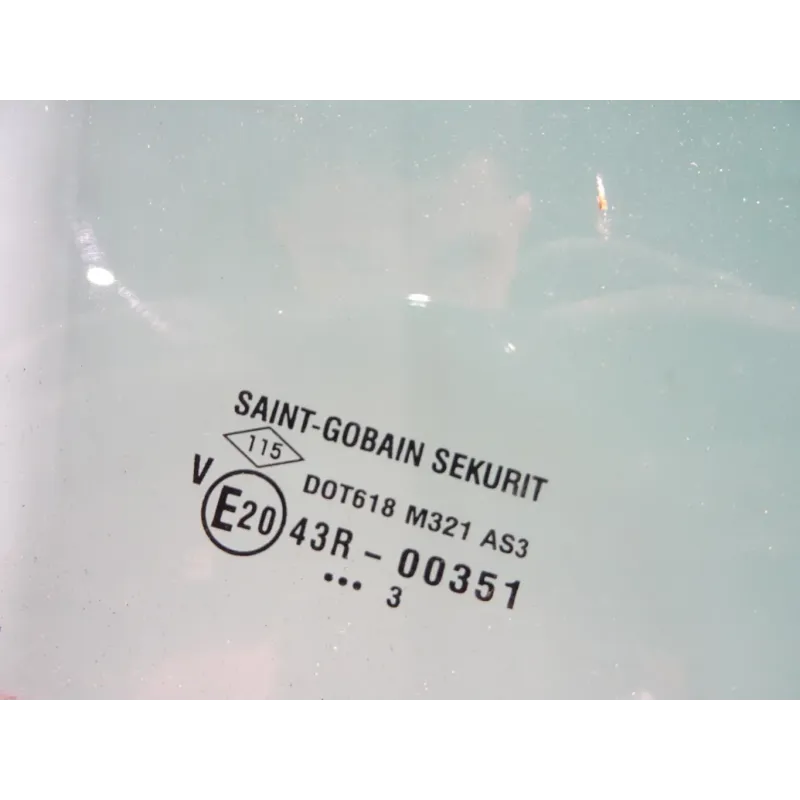 SAINT-GOBAIN SEKURIT
115
DOT618 M321 AS3
V
E20 43R - 00351
••• 3